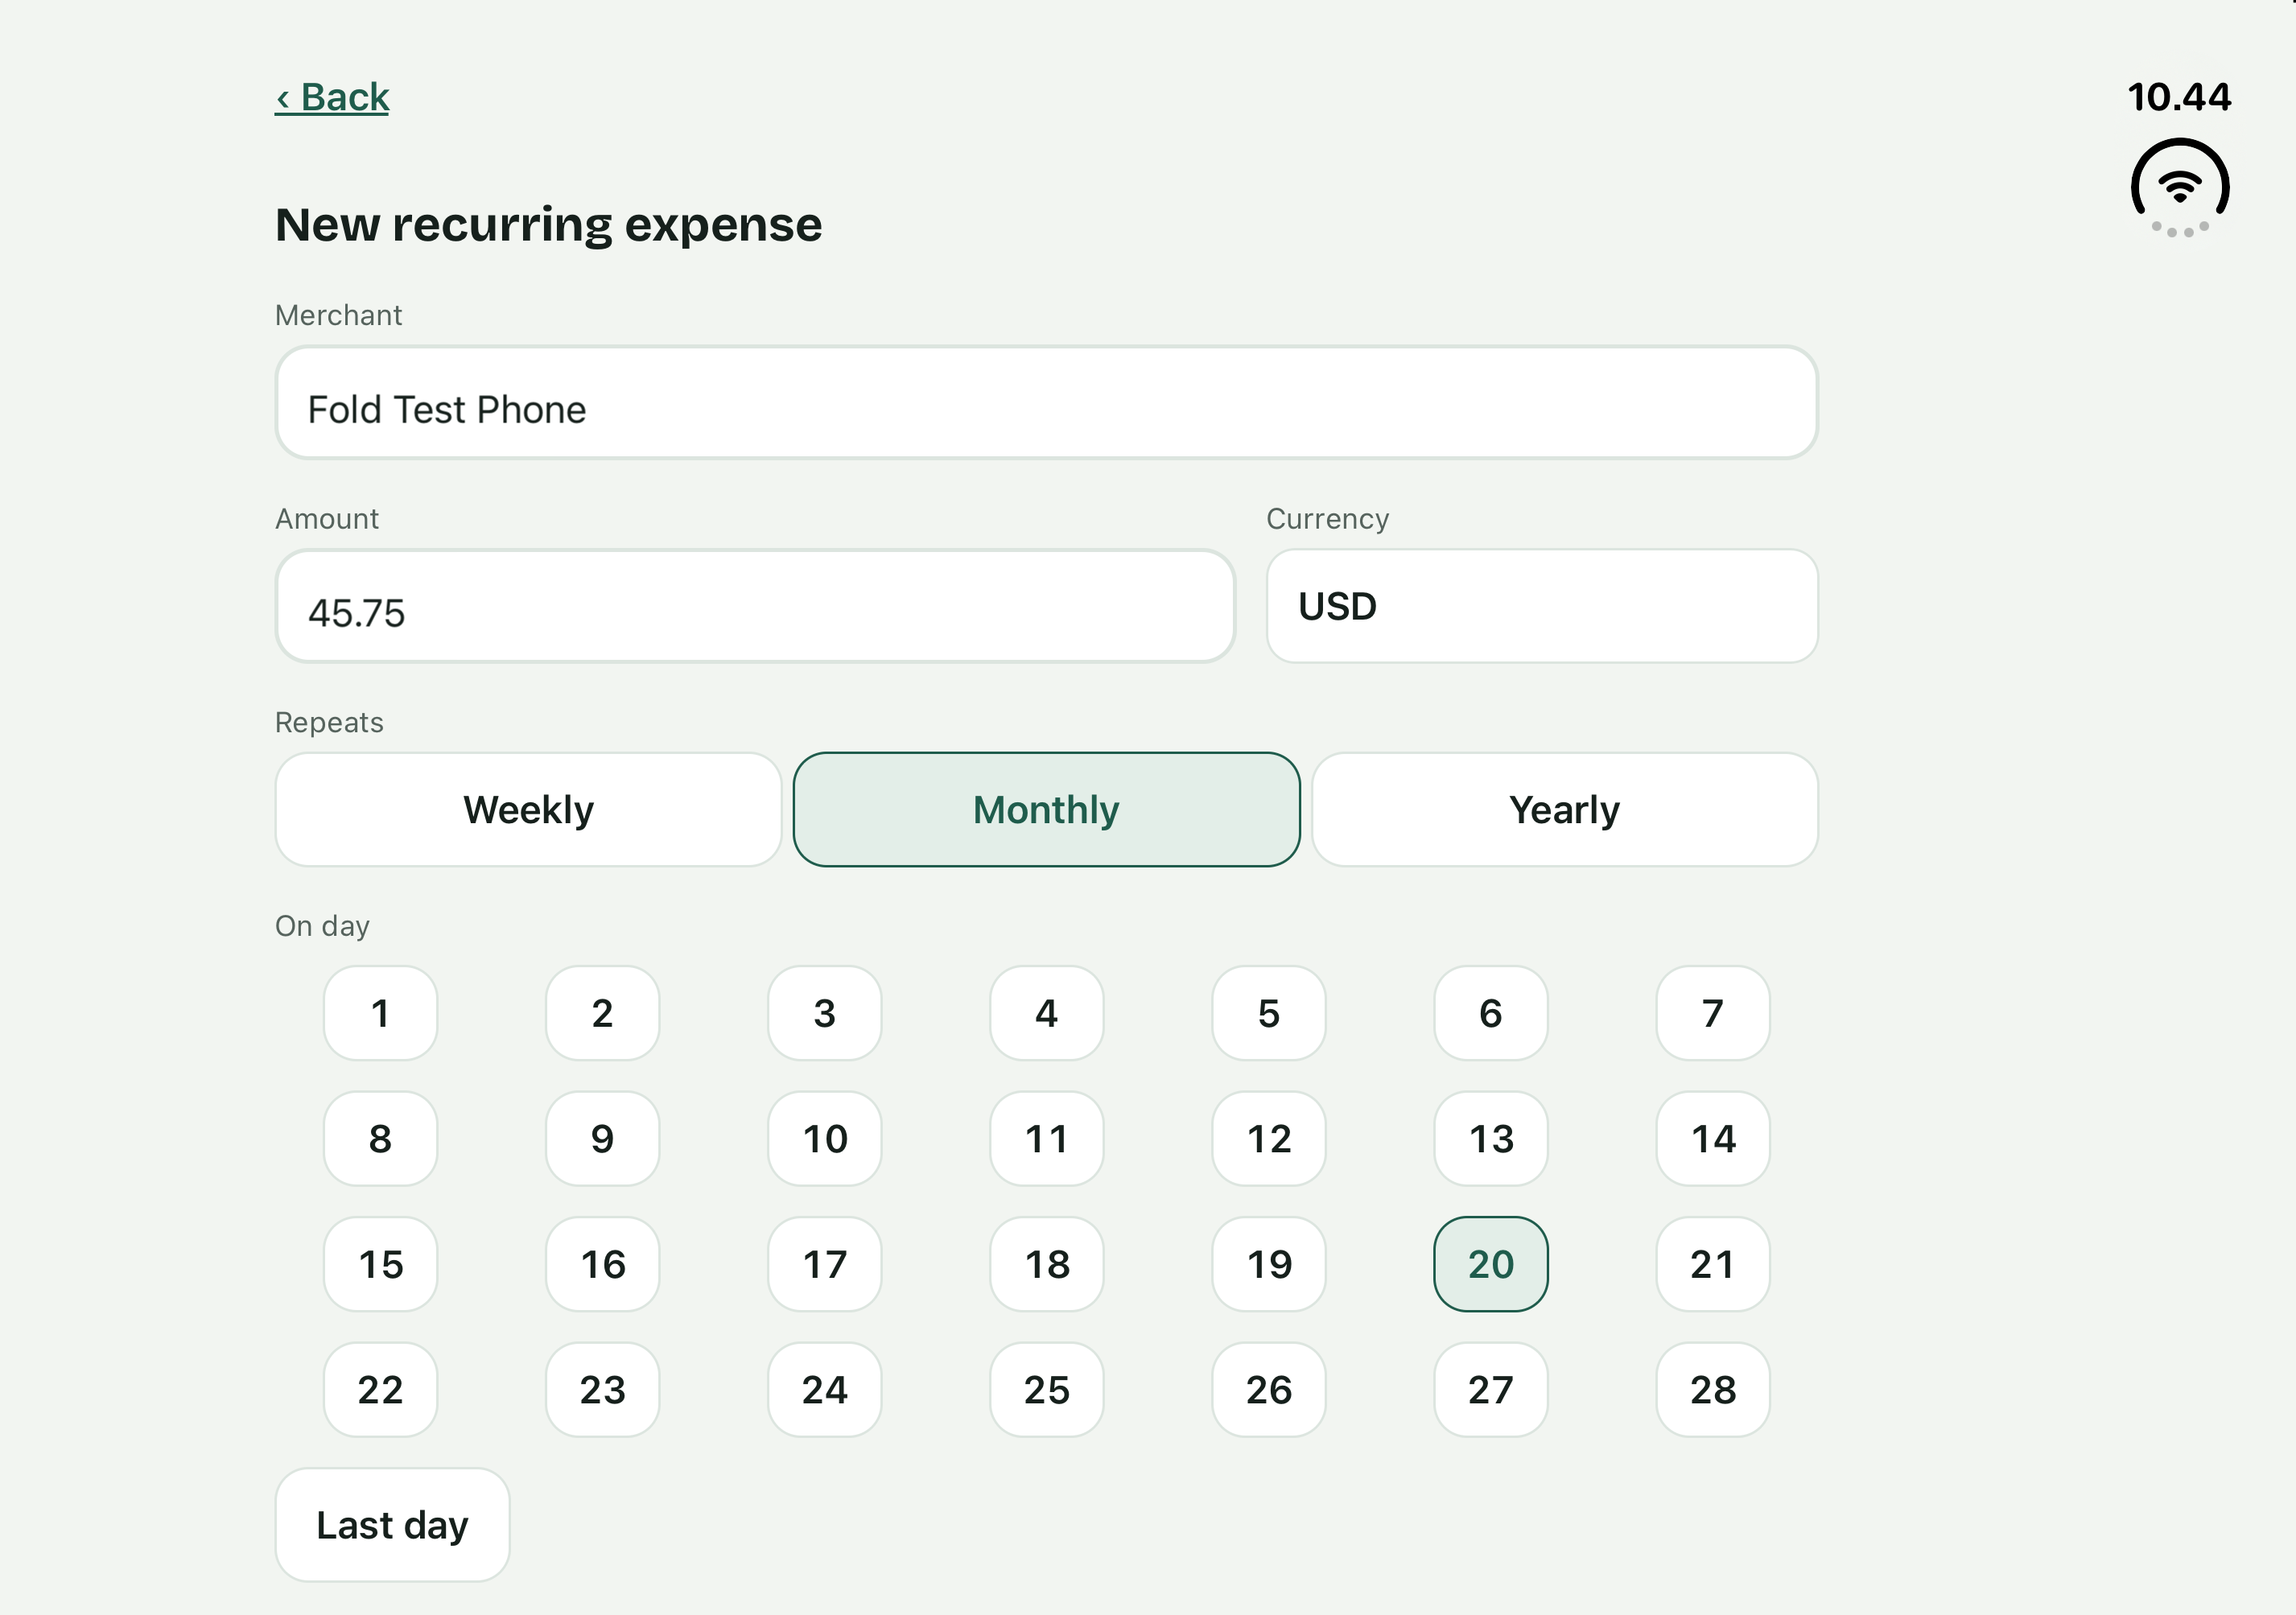 ‹ Back
10.44
New recurring expense
Merchant
Fold Test Phone
Amount Currency
45.75 USD
Repeats
Weekly Monthly Yearly
On day
1 2 3 4 5 6 7
8 9 10 11 12 13 14
15 16 17 18 19 20 21
22 23 24 25 26 27 28
Last day